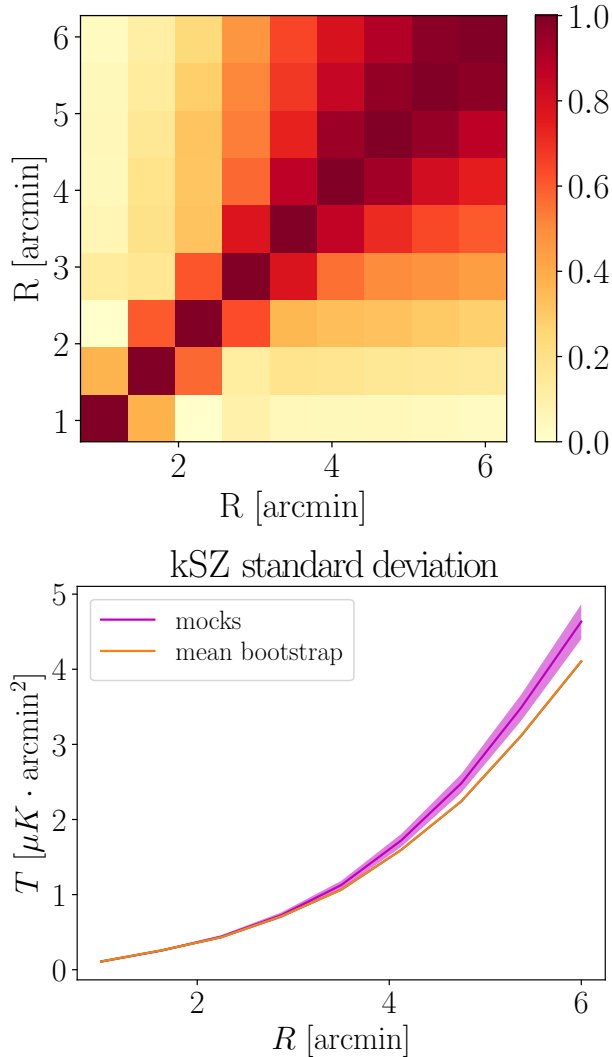 6
5
4
3
2
1
R [arcmin]
2 4 6
R [arcmin]
1.0
0.8
0.6
0.4
0.2
0.0
kSZ standard deviation
mocks
mean bootstrap
5
4
3
2
1
0
T [μK · arcmin²]
2 4 6
R [arcmin]